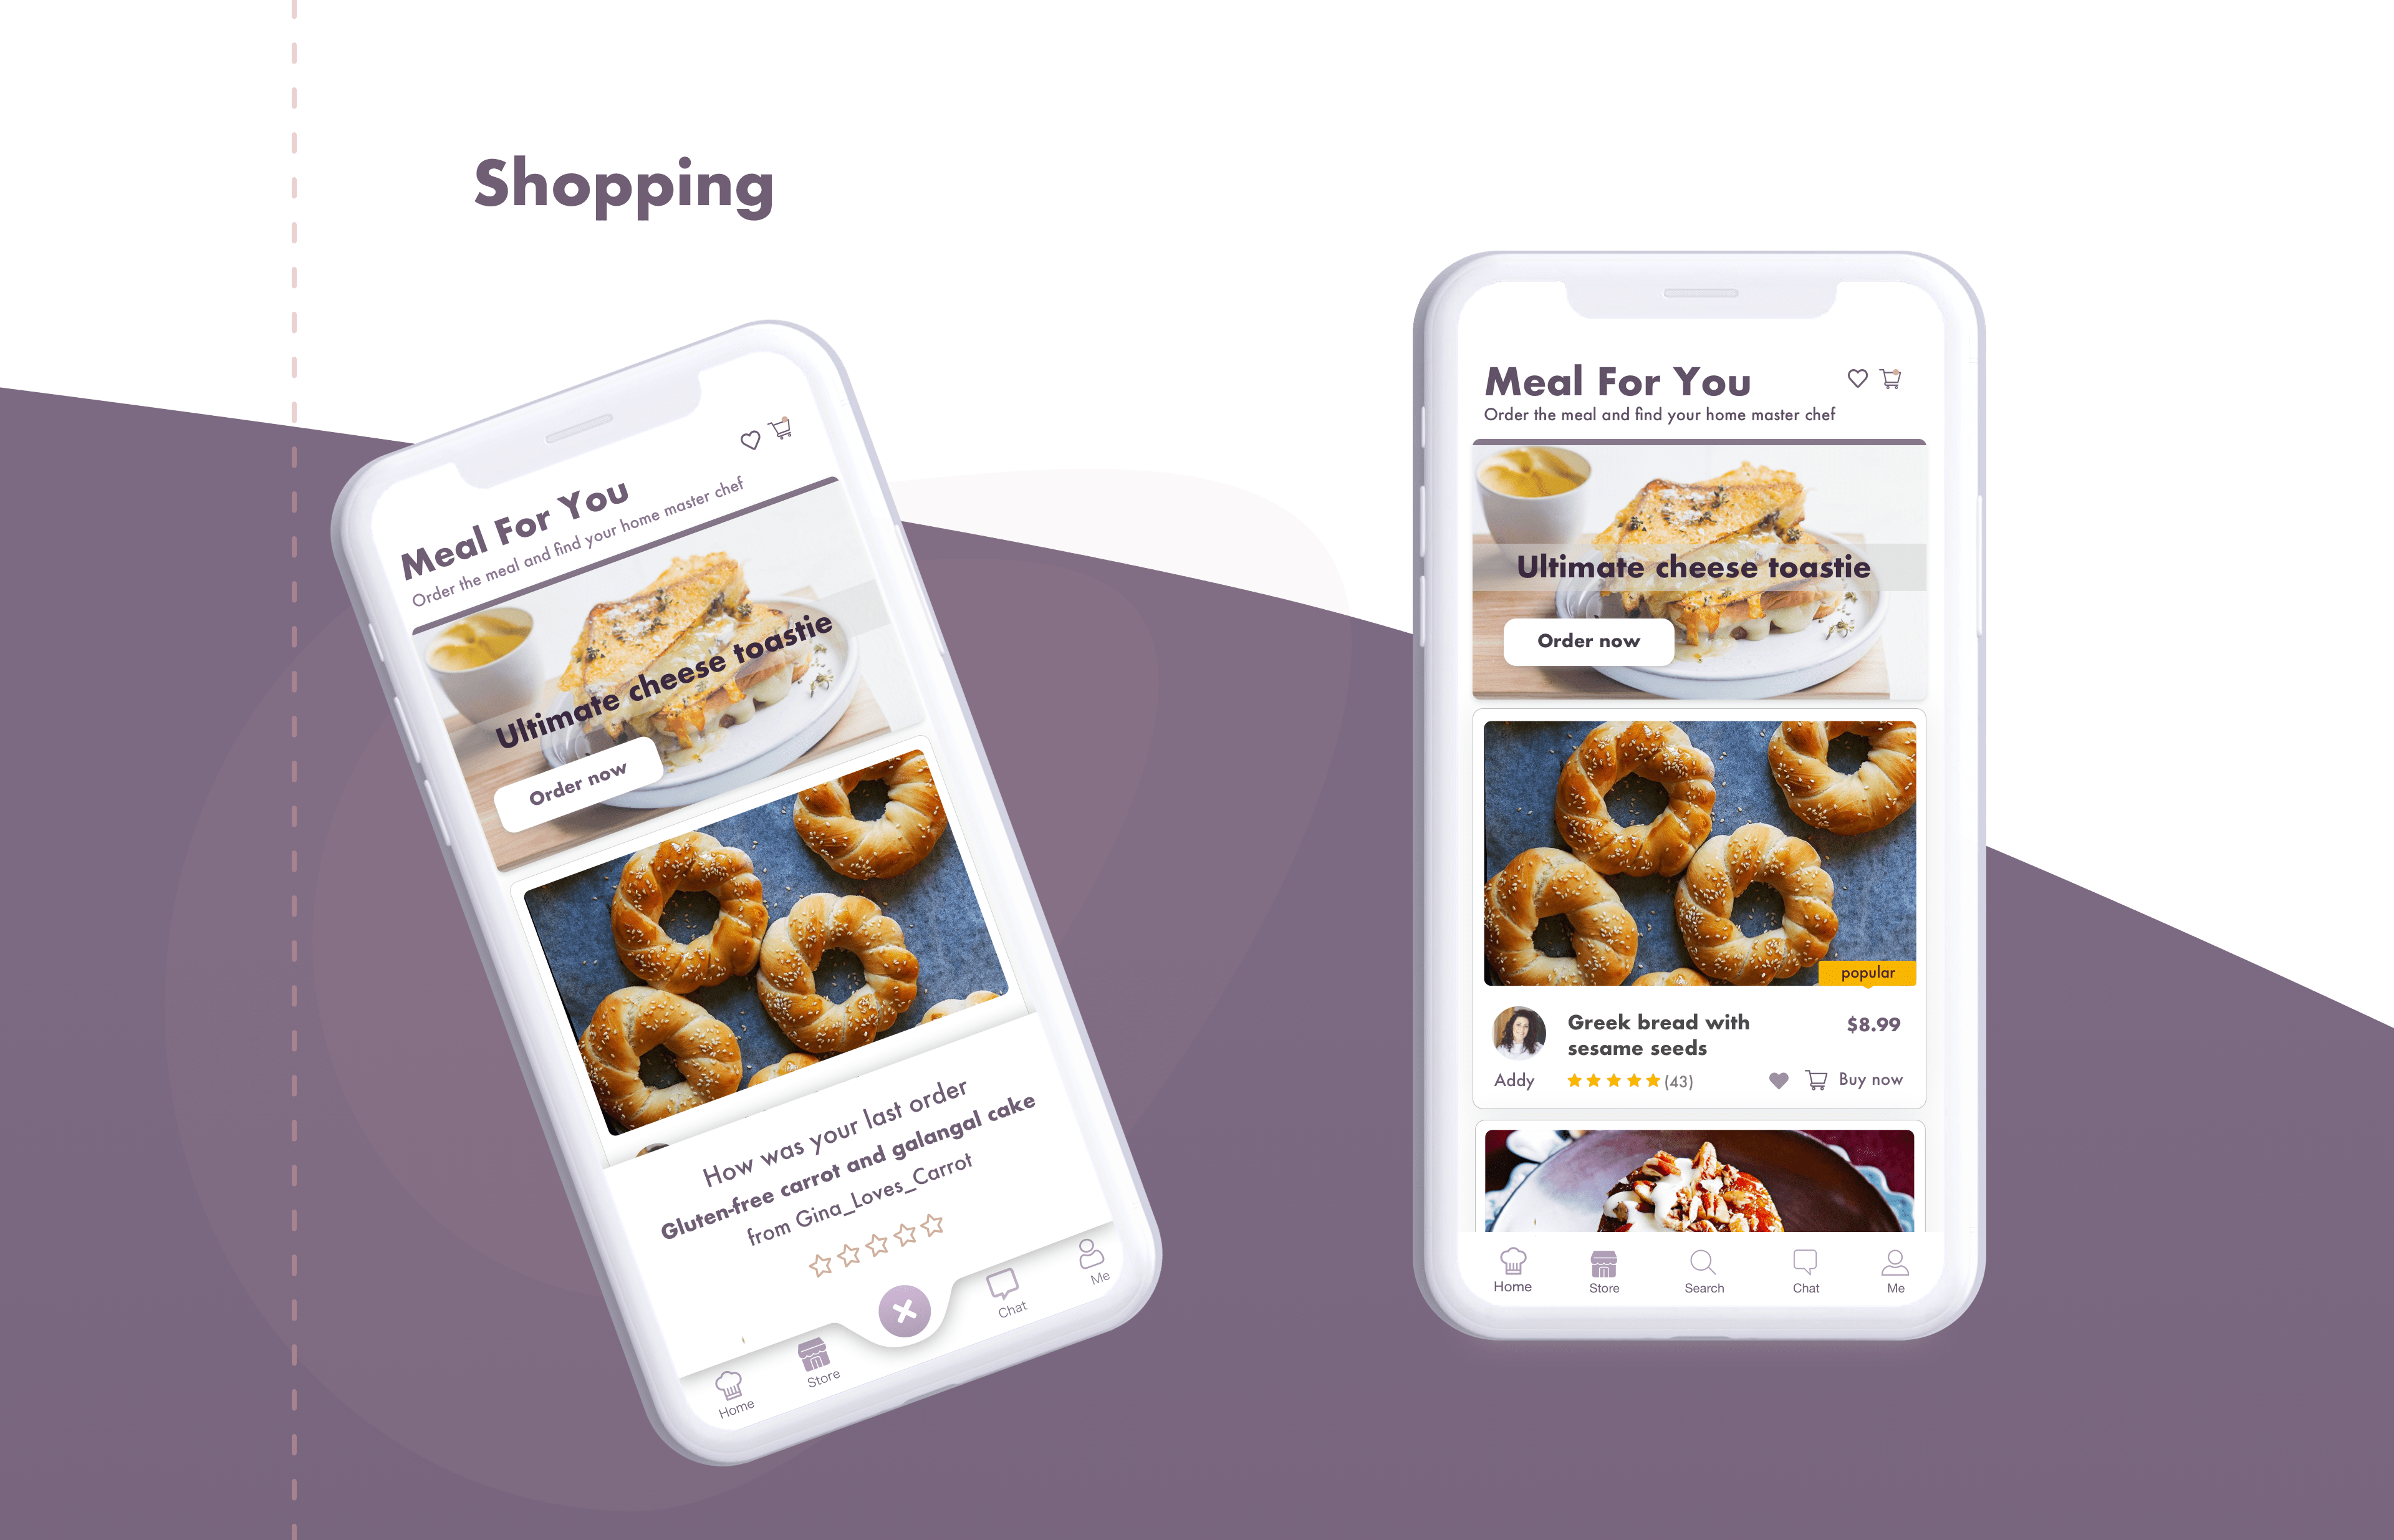 Shopping
Meal For You
Order the meal and find your home master chef
Ultimate cheese toastie
Order now
How was your last order
Gluten-free carrot and galangal cake
from Gina_Loves_Carrot
Home
Store
Chat
Me
Meal For You
Order the meal and find your home master chef
Ultimate cheese toastie
Order now
popular
Greek bread with
sesame seeds
$8.99
Addy
(43)
Buy now
Home
Store
Search
Chat
Me